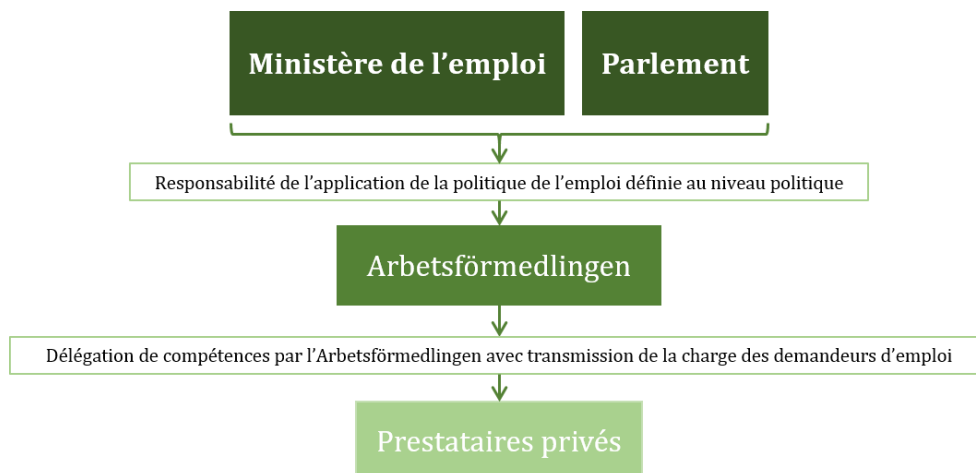 Ministère de l’emploi
Parlement
Responsabilité de l’application de la politique de l’emploi définie au niveau politique
Arbetsförmedlingen
Délégation de compétences par l’Arbetsförmedlingen avec transmission de la charge des demandeurs d’emploi
Prestataires privés